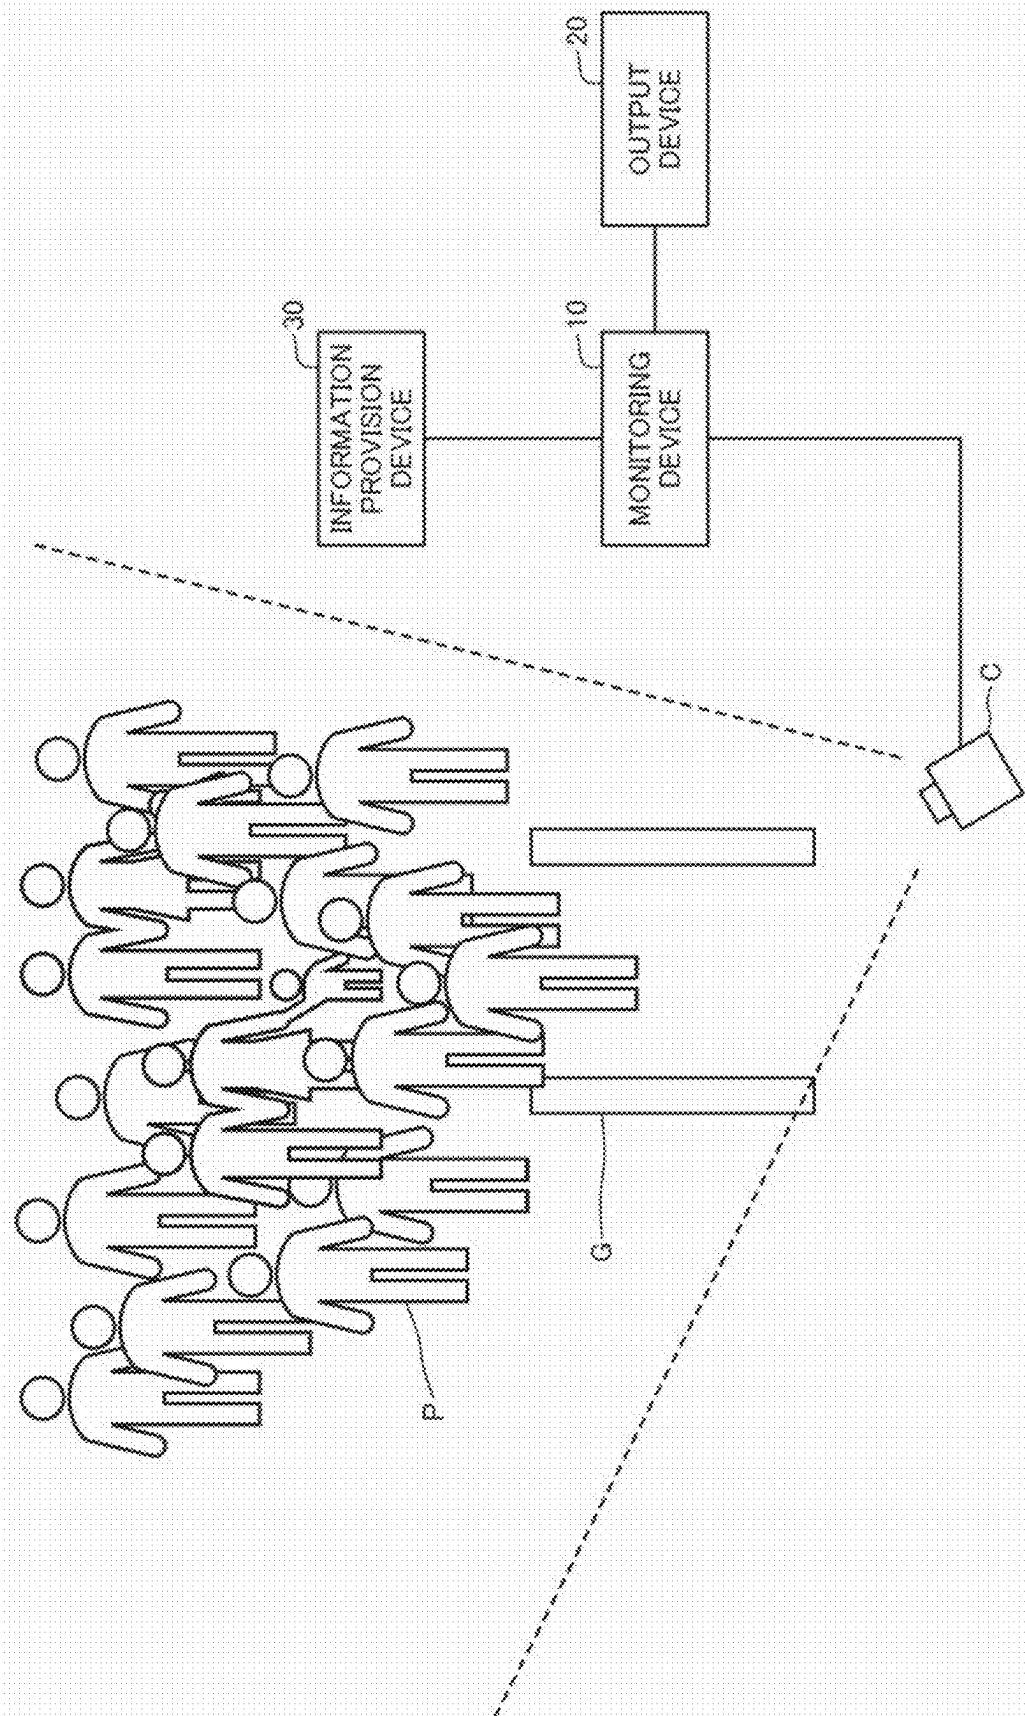 30
INFORMATION
PROVISION
DEVICE
10
MONITORING
DEVICE
20
OUTPUT
DEVICE
P
G
C